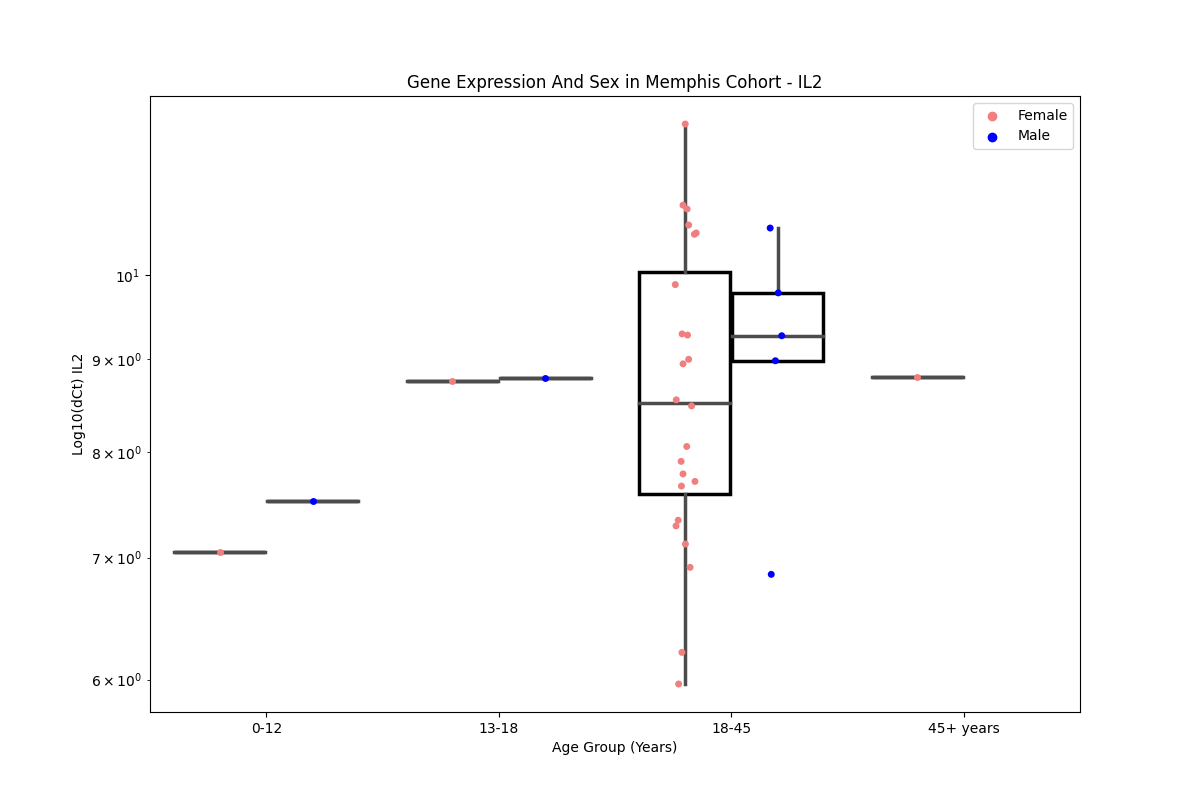 Gene Expression And Sex in Memphis Cohort - IL2
Female
Male
Log10(dCt) IL2
10¹
9 × 10⁰
8 × 10⁰
7 × 10⁰
6 × 10⁰
0-12
13-18
18-45
45+ years
Age Group (Years)